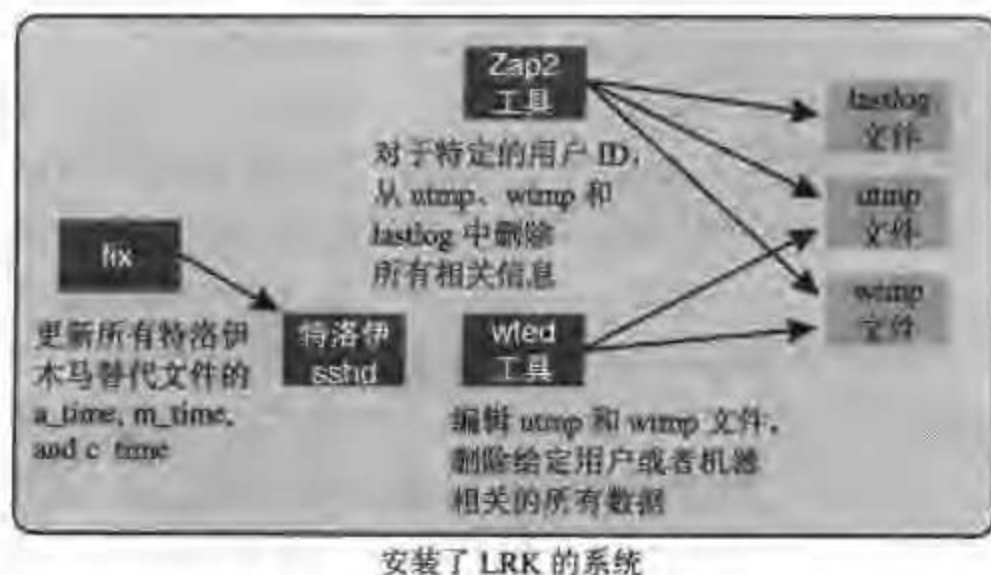 Zap2
工具
对于特定的用户 ID，
从 utmp、wtmp 和
lastlog 中删除
所有相关信息
lastlog
文件
utmp
文件
wtmp
文件
fix
更新所有特洛伊
木马替代文件的
a_time, m_time,
and c_time
特洛伊
sshd
wted
工具
编辑 utmp 和 wtmp 文件，
删除给定用户或者机器
相关的所有数据
安装了 LRK 的系统